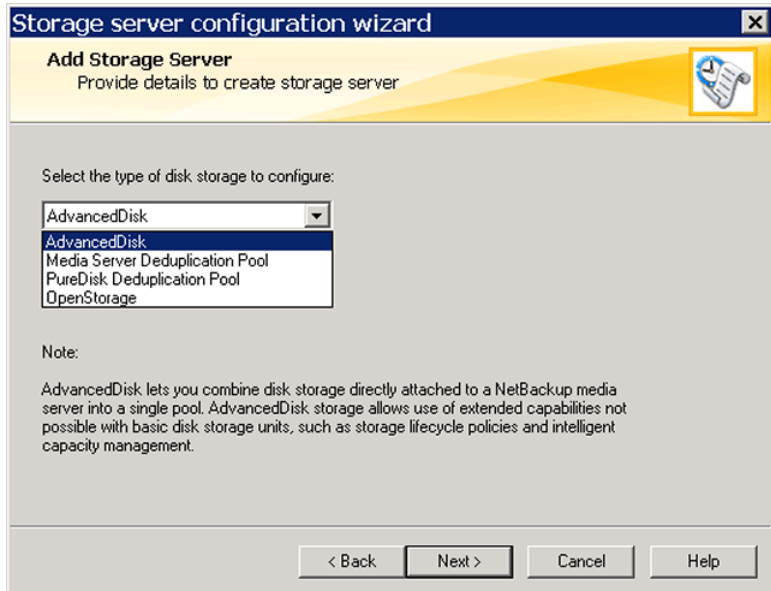 Storage server configuration wizard
Add Storage Server
Provide details to create storage server
Select the type of disk storage to configure:
AdvancedDisk
AdvancedDisk
Media Server Deduplication Pool
PureDisk Deduplication Pool
OpenStorage
Note:
AdvancedDisk lets you combine disk storage directly attached to a NetBackup media
server into a single pool. AdvancedDisk storage allows use of extended capabilities not
possible with basic disk storage units, such as storage lifecycle policies and intelligent
capacity management.
< Back Next > Cancel Help